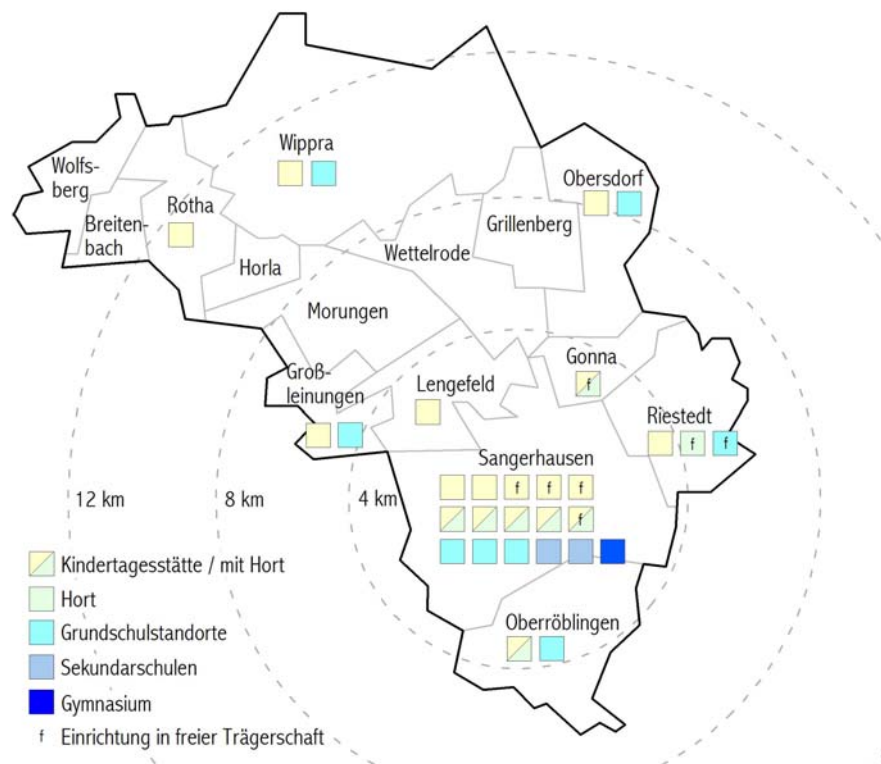 Wippra
Wolfs-
berg
Obersdorf
Rotha
Breiten-
bach
Grillenberg
Wettelrode
Horla
Morungen
Gonna
f
Groß-
leinungen
Lengefeld
Riestedt
f f
Sangerhausen
f f f
f
12 km 8 km 4 km
Kindertagesstätte / mit Hort
Hort
Grundschulstandorte
Oberröblingen
Sekundarschulen
Gymnasium
f Einrichtung in freier Trägerschaft